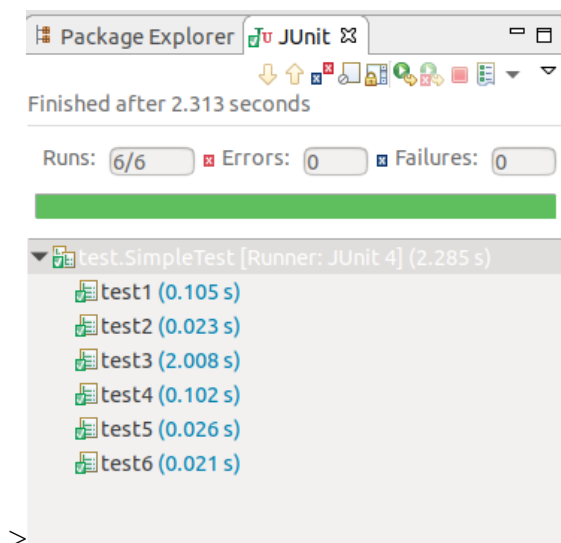 Package Explorer JUnit
Finished after 2.313 seconds
Runs: 6/6 Errors: 0 Failures: 0
test.SimpleTest [Runner: JUnit 4] (2.285 s)
test1 (0.105 s)
test2 (0.023 s)
test3 (2.008 s)
test4 (0.102 s)
test5 (0.026 s)
test6 (0.021 s)
>